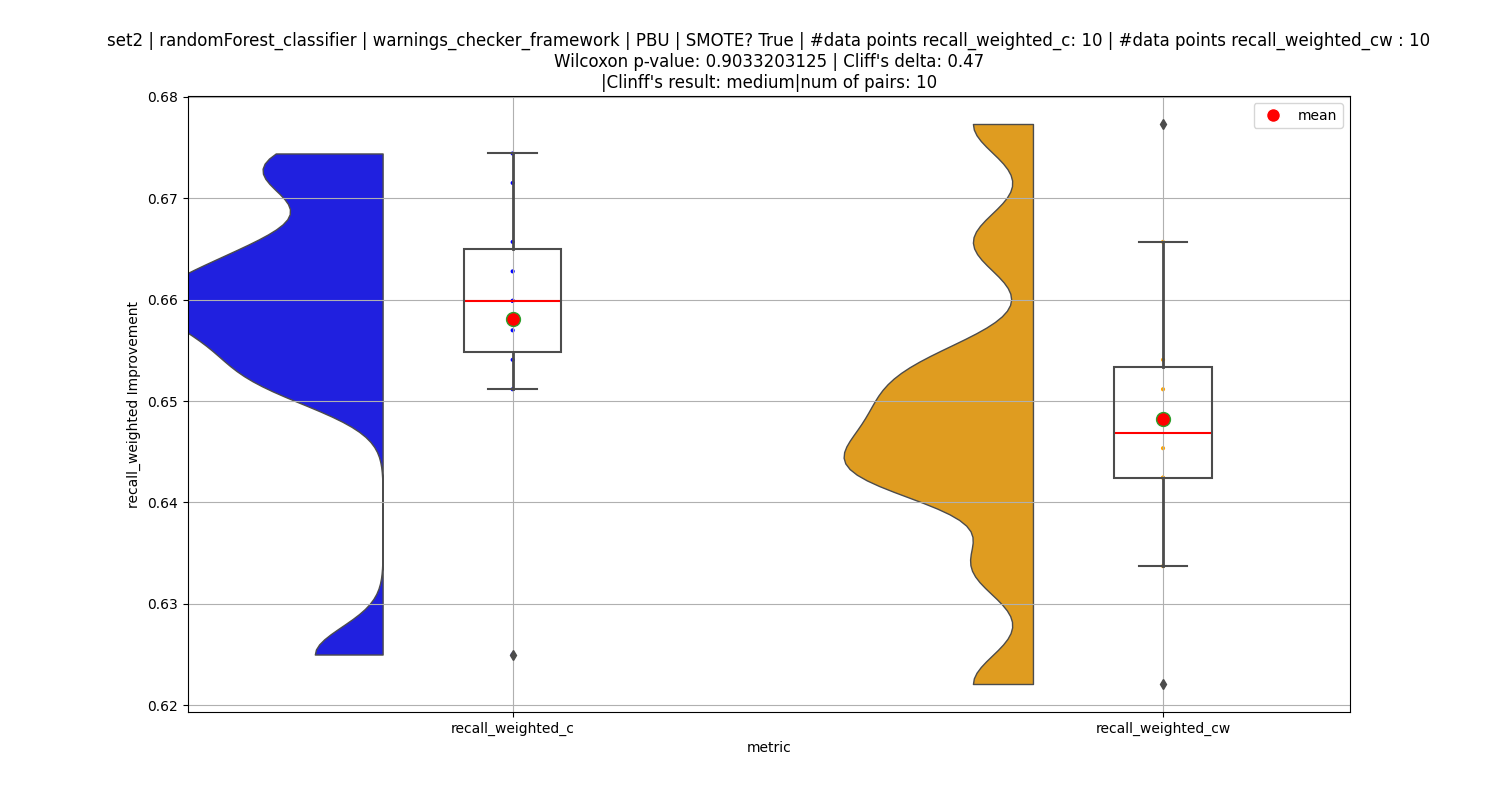 set2 | randomForest_classifier | warnings_checker_framework | PBU | SMOTE? True | #data points recall_weighted_c: 10 | #data points recall_weighted_cw : 10
Wilcoxon p-value: 0.9033203125 | Cliff's delta: 0.47
|Clinff's result: medium|num of pairs: 10
mean
0.68
0.67
0.66
0.65
0.64
0.63
0.62
recall_weighted Improvement
recall_weighted_c
recall_weighted_cw
metric